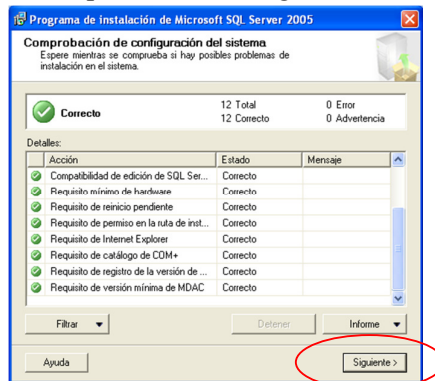 Programa de instalación de Microsoft SQL Server 2005
Comprobación de configuración del sistema
Espere mientras se comprueba si hay posibles problemas de
instalación en el sistema.
Correcto
12 Total 0 Error
12 Correcto 0 Advertencia
Detalles:
Acción Estado Mensaje
Compatibilidad de edición de SQL Ser... Correcto
Requisito mínimo de hardware Correcto
Requisito de reinicio pendiente Correcto
Requisito de permiso en la ruta de inst... Correcto
Requisito de Internet Explorer Correcto
Requisito de catálogo de COM+ Correcto
Requisito de registro de la versión de ... Correcto
Requisito de versión mínima de MDAC Correcto
Filtrar Detener Informe
Ayuda Siguiente >